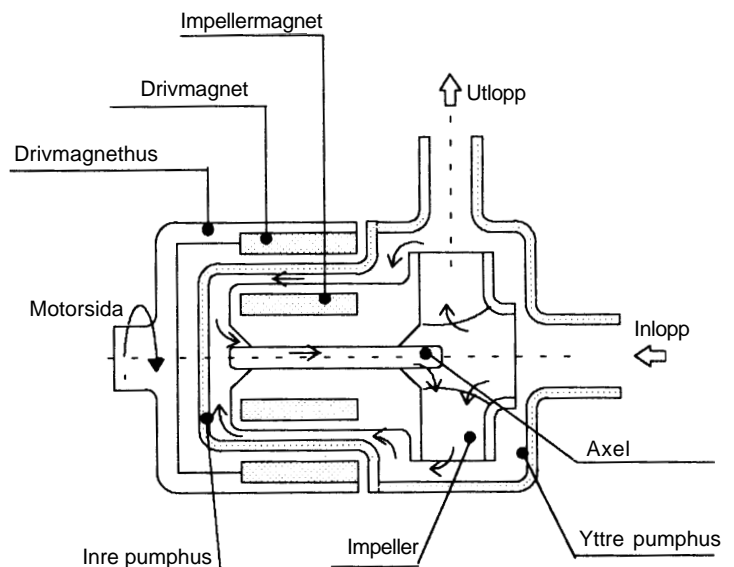 Impellermagnet
Drivmagnet
Utlopp
Drivmagnethus
Motorsida
Inlopp
Axel
Yttre pumphus
Impeller
Inre pumphus